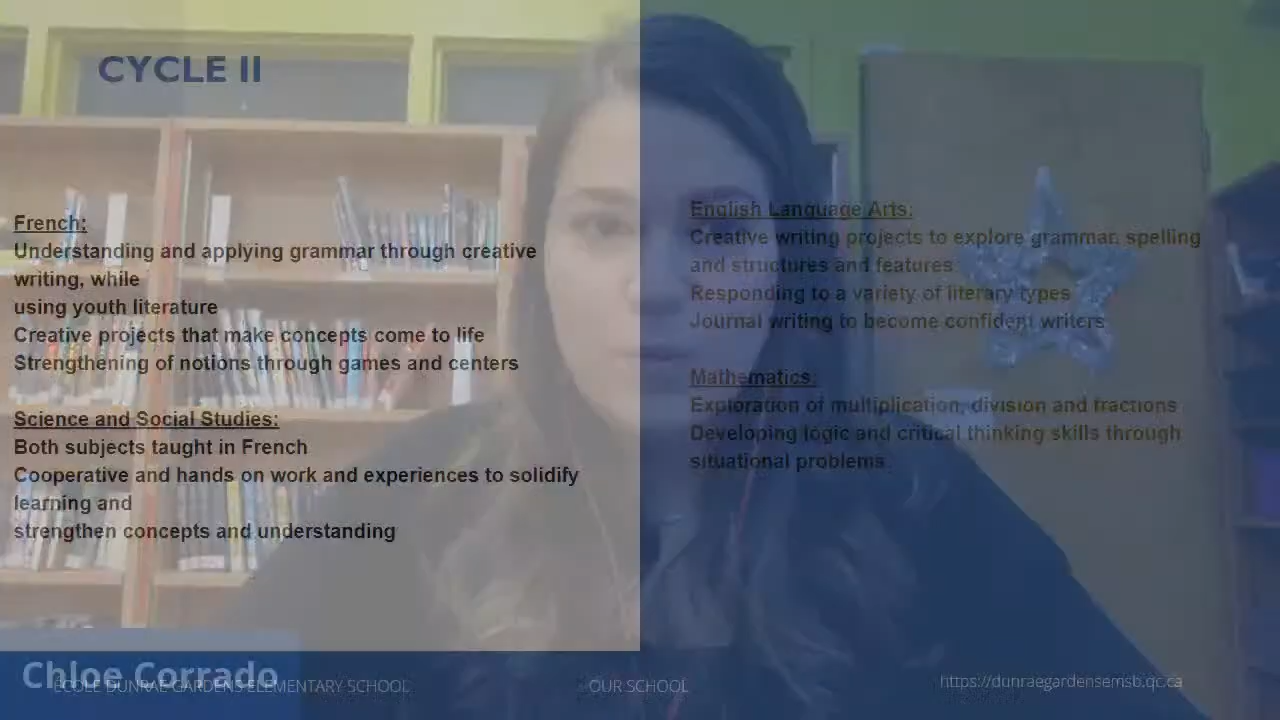 CYCLE II
French:
Understanding and applying grammar through creative
writing, while
using youth literature
Creative projects that make concepts come to life
Strengthening of notions through games and centers
Science and Social Studies:
Both subjects taught in French
Cooperative and hands on work and experiences to solidify
learning and
strengthen concepts and understanding
English Language Arts:
Creative writing projects to explore grammar, spelling
and structures and features
Responding to a variety of literary types
Journal writing to become confident writers
Mathematics:
Exploration of multiplication, division and fractions
Developing logic and critical thinking skills through
situational problems
Chloe Corrado
ÉCOLE DUNRAE GARDENS ELEMENTARY SCHOOL
OUR SCHOOL
https://dunraegardensemsb.qc.ca